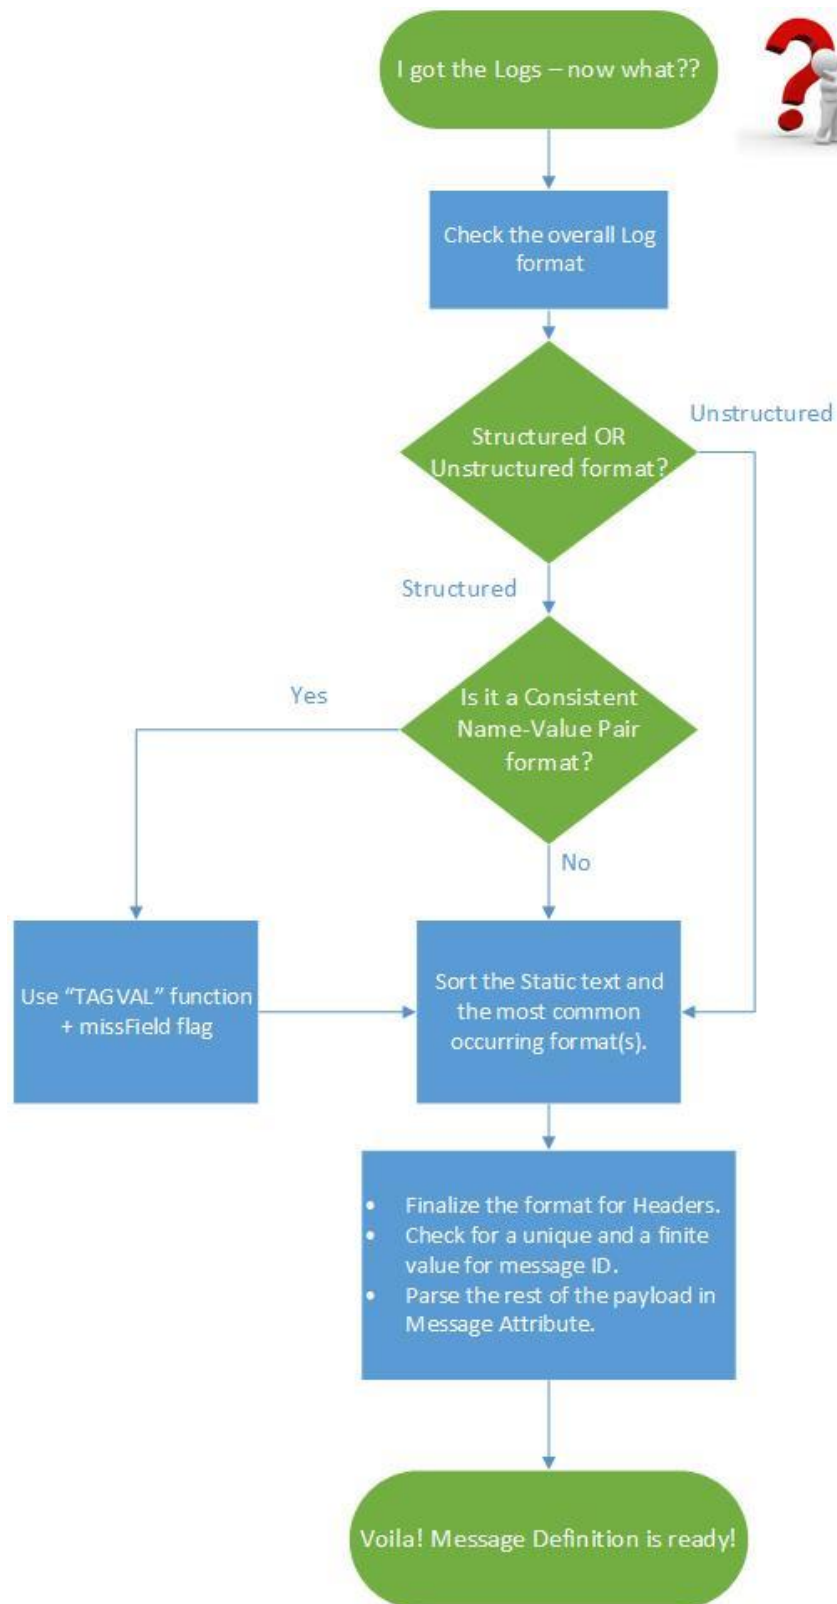 I got the Logs – now what??
Check the overall Log
format
Unstructured
Structured OR
Unstructured format?
Structured
Yes
Is it a Consistent
Name-Value Pair
format?
No
Use “TAGVAL” function
+ missField flag
Sort the Static text and
the most common
occurring format(s).
• Finalize the format for Headers.
• Check for a unique and a finite
value for message ID.
• Parse the rest of the payload in
Message Attribute.
Voila! Message Definition is ready!